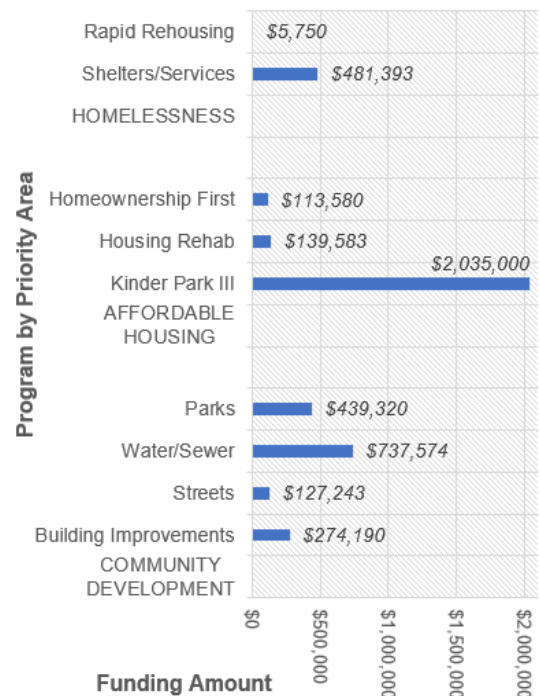 Rapid Rehousing $5,750
Shelters/Services $481,393
HOMELESSNESS
Homeownership First $113,580
Housing Rehab $139,583
$2,035,000
Kinder Park III
AFFORDABLE
HOUSING
Parks $439,320
Water/Sewer $737,574
Streets $127,243
Building Improvements $274,190
COMMUNITY
DEVELOPMENT
Program by Priority Area
$0
$500,000
$1,000,000
$1,500,000
$2,000,000
Funding Amount